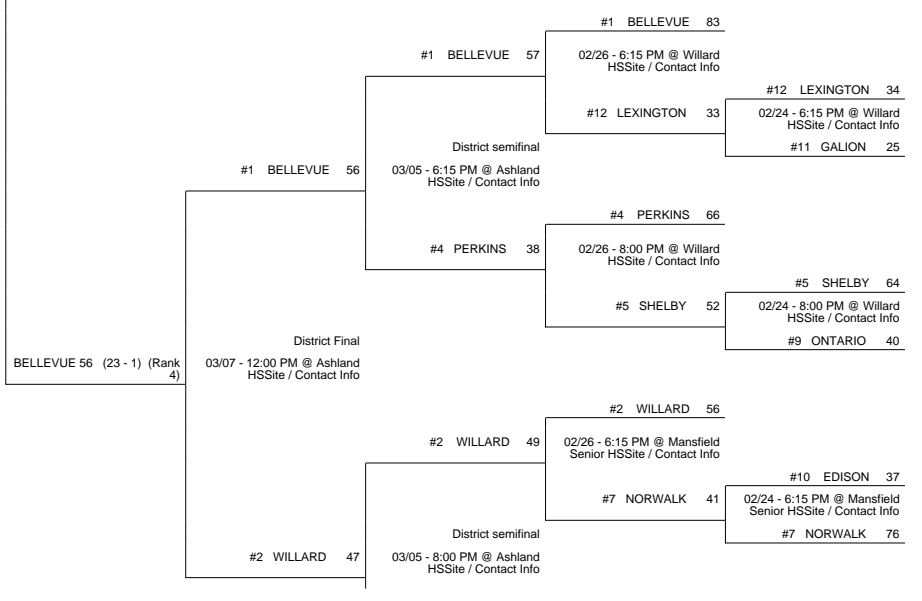 #1 BELLEVUE 83
#1 BELLEVUE 57
02/26 - 6:15 PM @ Willard
HSSite / Contact Info
#12 LEXINGTON 34
#12 LEXINGTON 33
02/24 - 6:15 PM @ Willard
HSSite / Contact Info
District semifinal
#11 GALION 25
#1 BELLEVUE 56
03/05 - 6:15 PM @ Ashland
HSSite / Contact Info
#4 PERKINS 66
#4 PERKINS 38
02/26 - 8:00 PM @ Willard
HSSite / Contact Info
#5 SHELBY 64
#5 SHELBY 52
02/24 - 8:00 PM @ Willard
HSSite / Contact Info
District Final
#9 ONTARIO 40
BELLEVUE 56 (23 - 1) (Rank
4)
03/07 - 12:00 PM @ Ashland
HSSite / Contact Info
#2 WILLARD 56
#2 WILLARD 49
02/26 - 6:15 PM @ Mansfield
Senior HSSite / Contact Info
#10 EDISON 37
#7 NORWALK 41
02/24 - 6:15 PM @ Mansfield
Senior HSSite / Contact Info
District semifinal
#7 NORWALK 76
#2 WILLARD 47
03/05 - 8:00 PM @ Ashland
HSSite / Contact Info